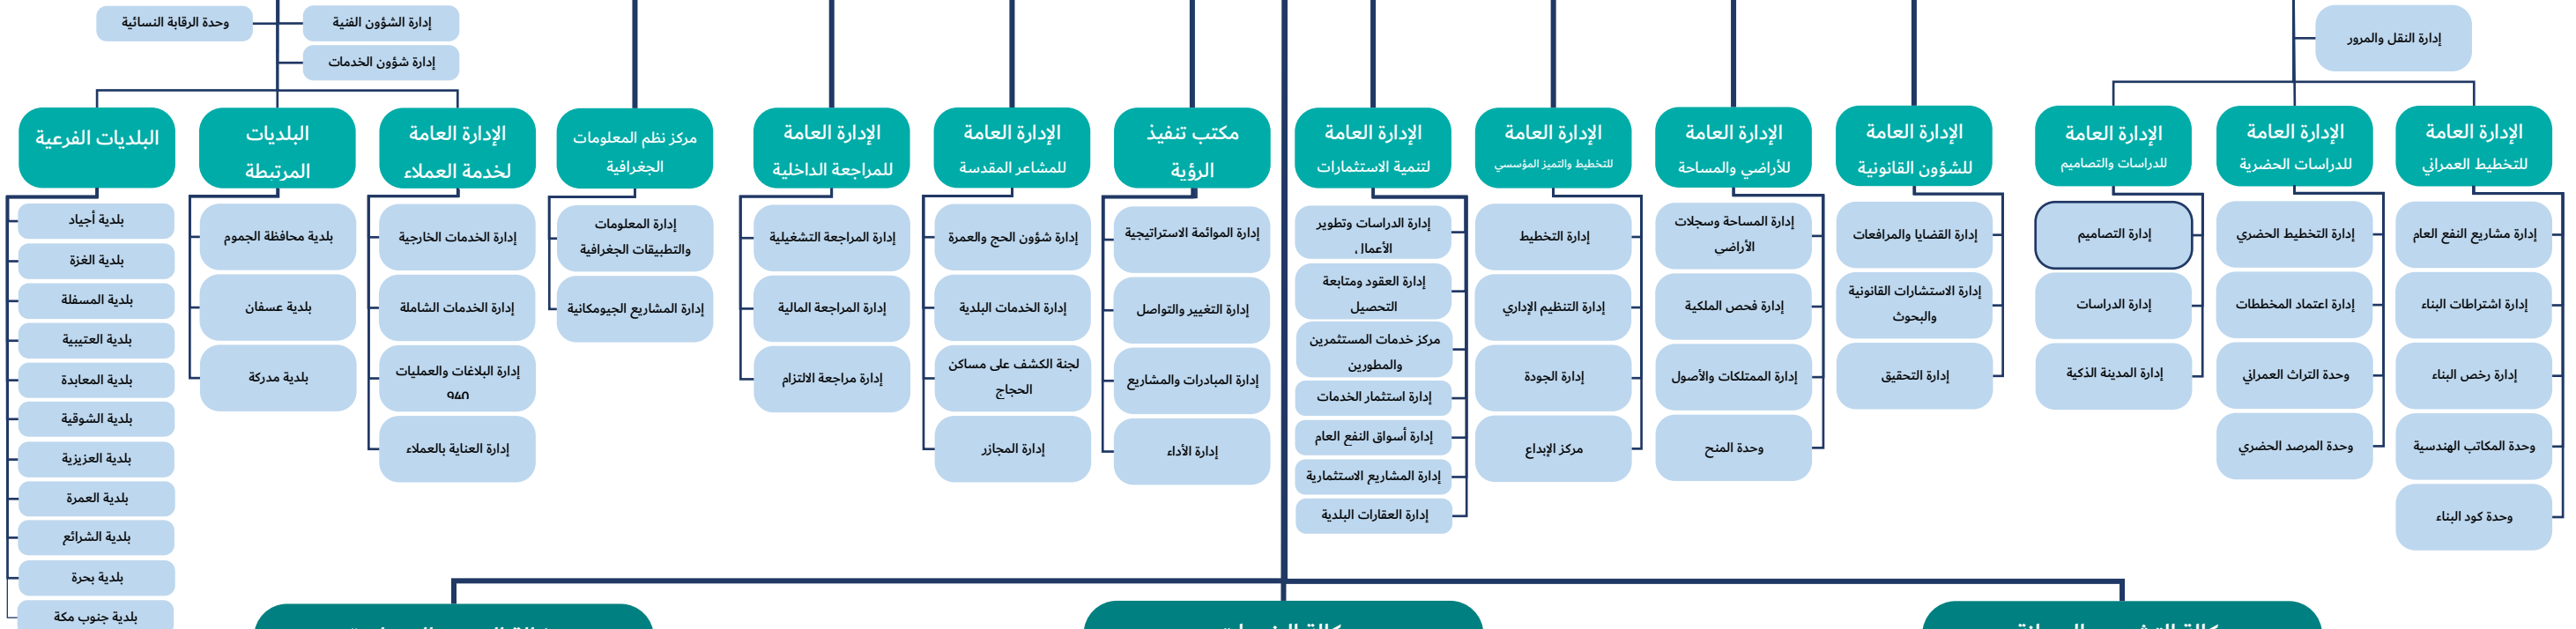 إدارة النقل والمرور
إدارة الشؤون الفنية
وحدة الرقابة النسائية
إدارة شؤون الخدمات
الإدارة العامة
للتخطيط العمراني
إدارة مشاريع النفع العام
إدارة اشتراطات البناء
إدارة رخص البناء
وحدة المكاتب الهندسية
وحدة كود البناء
الإدارة العامة
للدراسات الحضرية
إدارة التخطيط الحضري
إدارة اعتماد المخططات
وحدة التراث العمراني
وحدة المرصد الحضري
الإدارة العامة
للدراسات والتصاميم
إدارة التصاميم
إدارة الدراسات
إدارة المدينة الذكية
الإدارة العامة
للشؤون القانونية
إدارة القضايا والمرافعات
إدارة الاستشارات القانونية
والبحوث
إدارة التحقيق
الإدارة العامة
للأراضي والمساحة
إدارة المساحة وسجلات
الأراضي
إدارة فحص الملكية
إدارة الممتلكات والأصول
وحدة المنح
الإدارة العامة
للتخطيط والتميز المؤسسي
إدارة التخطيط
إدارة التنظيم الإداري
إدارة الجودة
مركز الإبداع
الإدارة العامة
لتنمية الاستثمارات
إدارة الدراسات وتطوير
الأعمال
إدارة العقود ومتابعة
التحصيل
مركز خدمات المستثمرين
والمطورين
إدارة استثمار الخدمات
إدارة أسواق النفع العام
إدارة المشاريع الاستثمارية
إدارة العقارات البلدية
مكتب تنفيذ
الرؤية
إدارة الموائمة الاستراتيجية
إدارة التغيير والتواصل
إدارة المبادرات والمشاريع
إدارة الأداء
الإدارة العامة
للمشاعر المقدسة
إدارة شؤون الحج والعمرة
إدارة الخدمات البلدية
لجنة الكشف على مساكن
الحجاج
إدارة المجازر
الإدارة العامة
للمراجعة الداخلية
إدارة المراجعة التشغيلية
إدارة المراجعة المالية
إدارة مراجعة الالتزام
مركز نظم المعلومات
الجغرافية
إدارة المعلومات
والتطبيقات الجغرافية
إدارة المشاريع الجيومكانية
الإدارة العامة
لخدمة العملاء
إدارة الخدمات الخارجية
إدارة الخدمات الشاملة
إدارة البلاغات والعمليات
940
إدارة العناية بالعملاء
البلديات
المرتبطة
بلدية محافظة الجموم
بلدية عسفان
بلدية مدركة
البلديات الفرعية
بلدية أجياد
بلدية الغزة
بلدية المسفلة
بلدية العتيبية
بلدية المعابدة
بلدية الشوقية
بلدية العزيزية
بلدية العمرة
بلدية الشرائع
بلدية بحرة
بلدية جنوب مكة